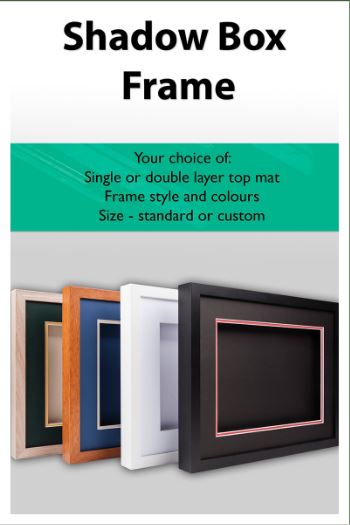 Shadow Box
Frame
Your choice of:
Single or double layer top mat
Frame style and colours
Size - standard or custom